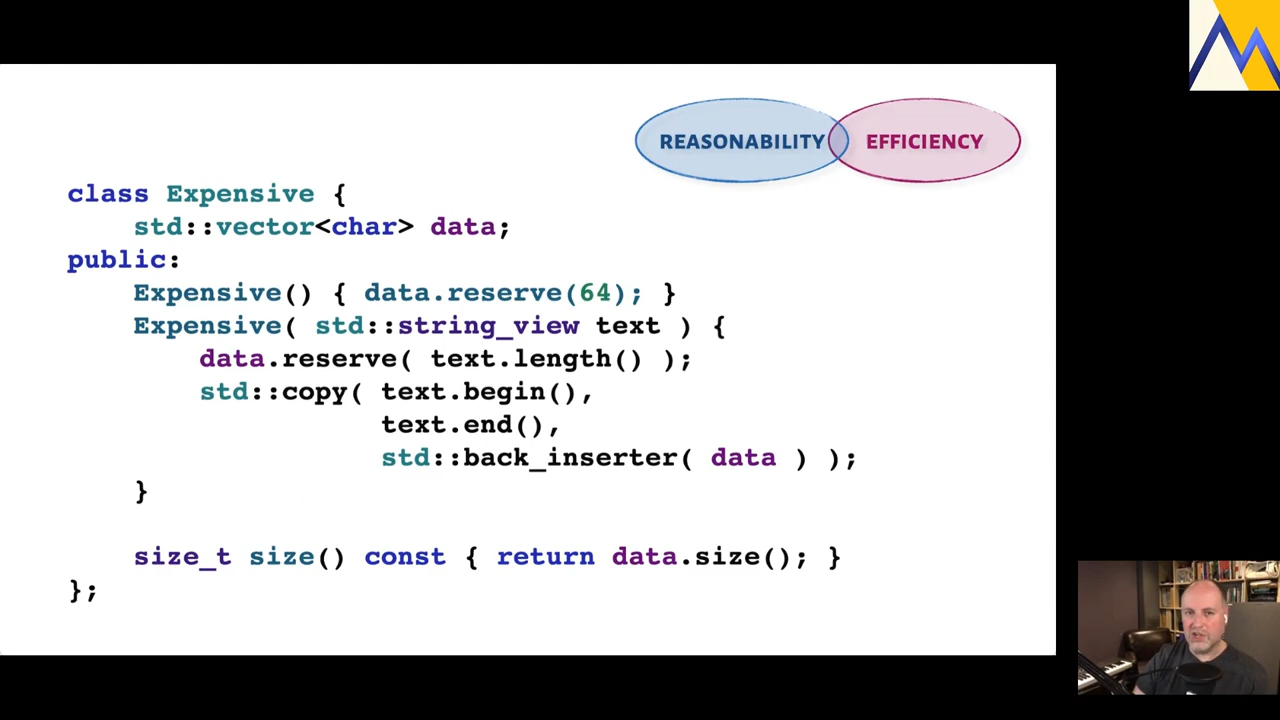 REASONABILITY EFFICIENCY
class Expensive {
    std::vector<char> data;
public:
    Expensive() { data.reserve(64); }
    Expensive( std::string_view text ) {
        data.reserve( text.length() );
        std::copy( text.begin(),
                   text.end(),
                   std::back_inserter( data ) );
    }
    size_t size() const { return data.size(); }
};